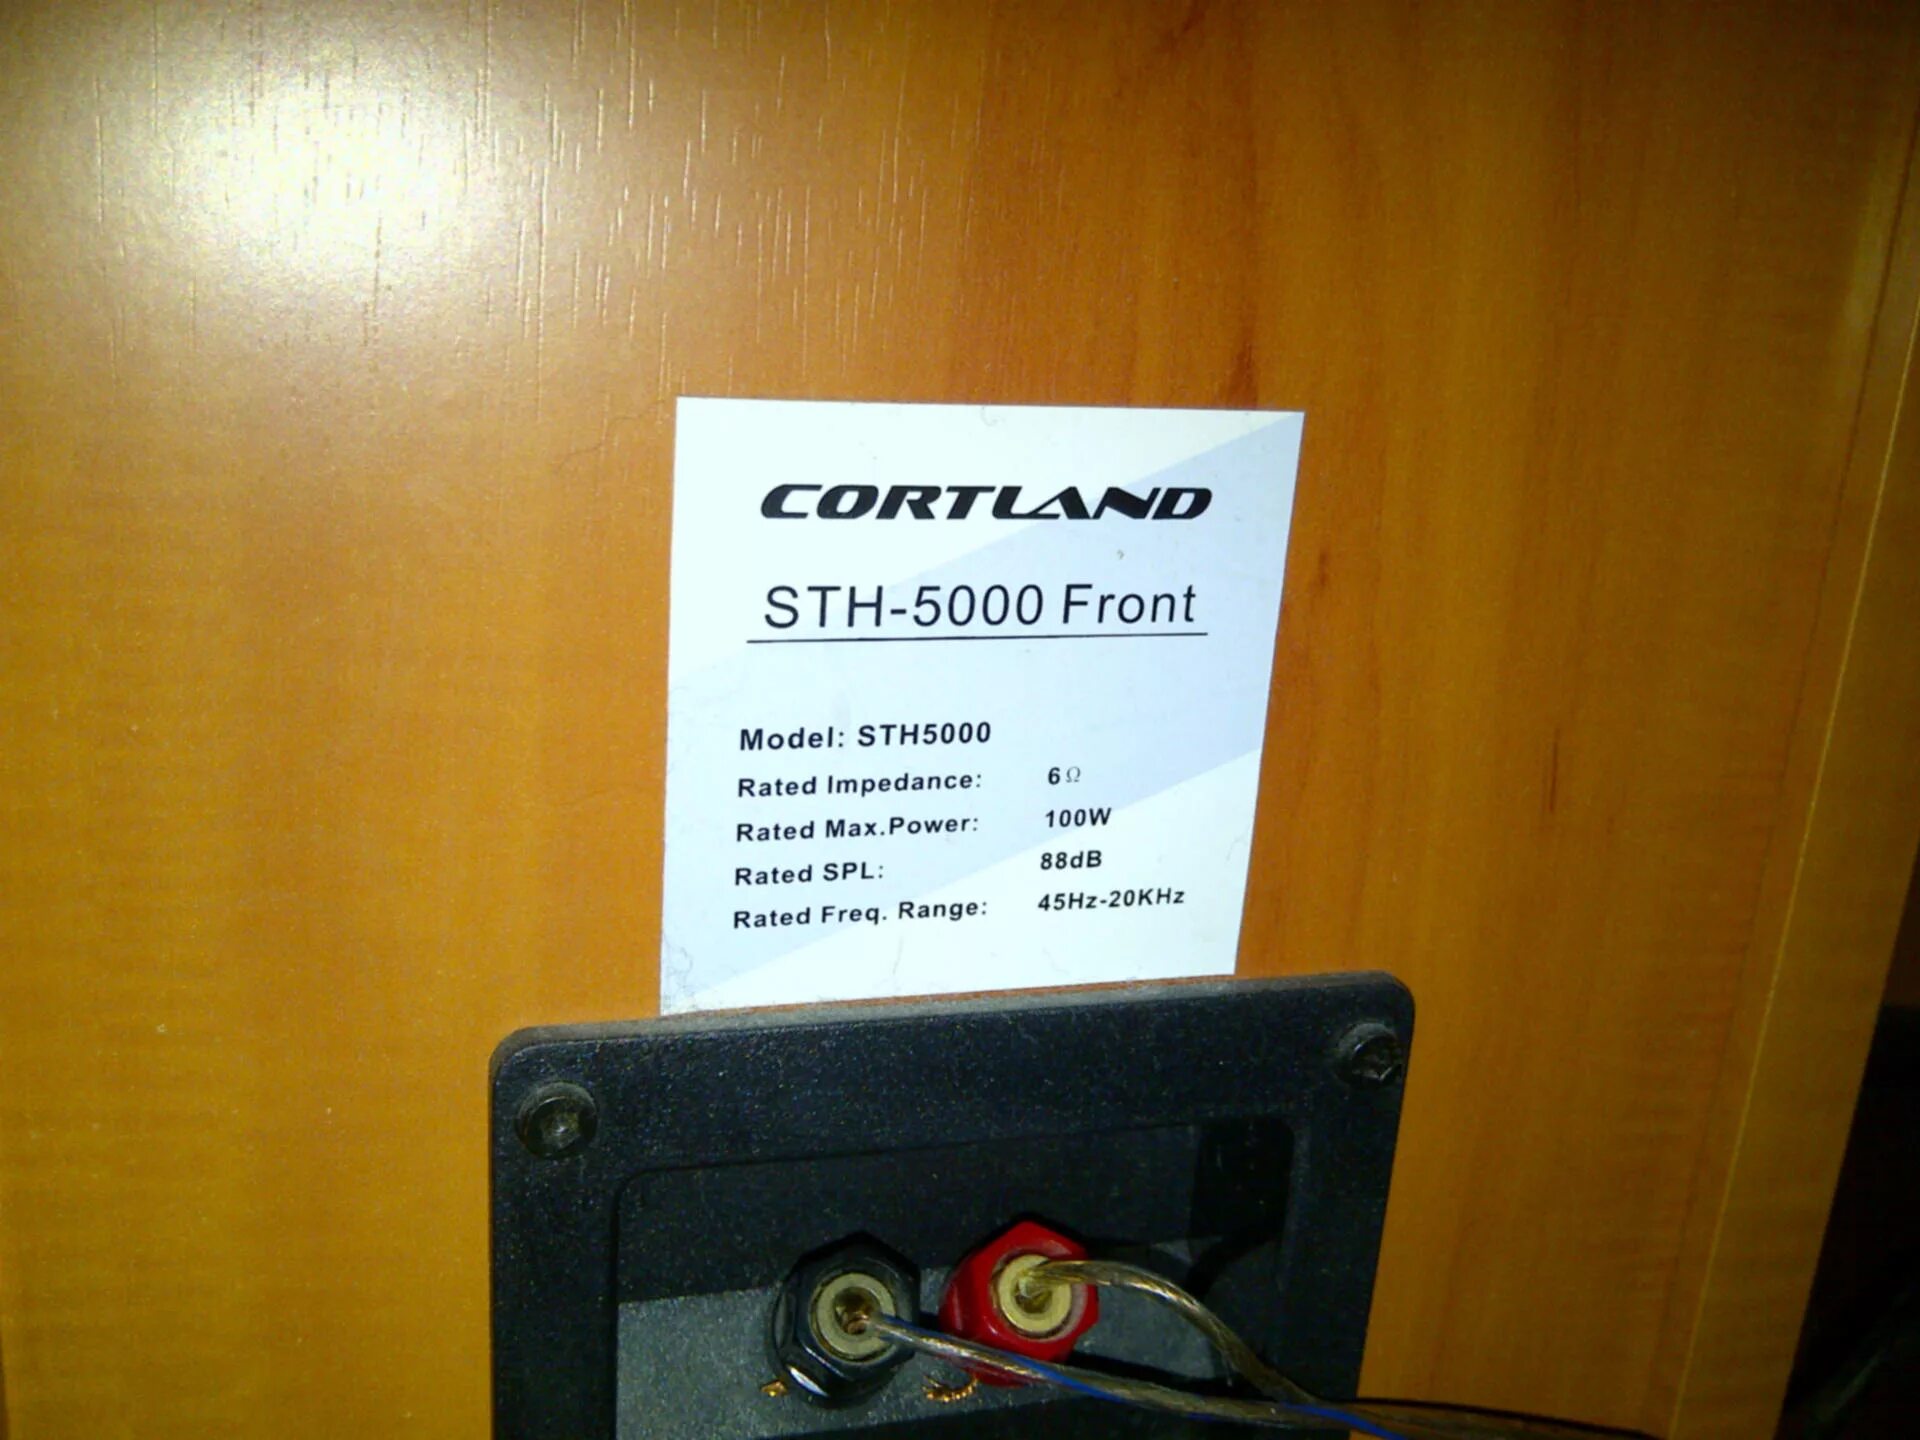 CORTLAND
STH-5000 Front
Model: STH5000
Rated Impedance: 6Ω
Rated Max.Power: 100W
Rated SPL: 88dB
Rated Freq. Range: 45Hz-20KHz